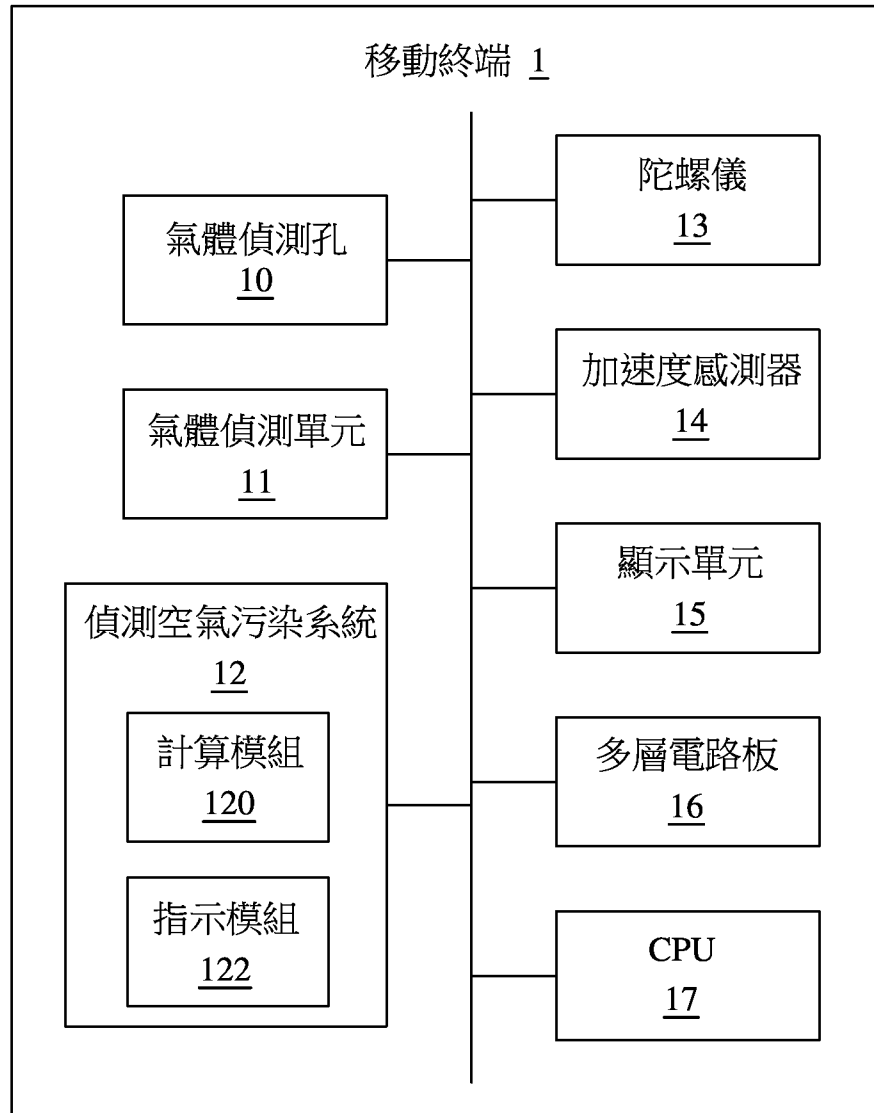 移動終端 1
氣體偵測孔
10
氣體偵測單元
11
偵測空氣污染系統
12
計算模組
120
指示模組
122
陀螺儀
13
加速度感測器
14
顯示單元
15
多層電路板
16
CPU
17